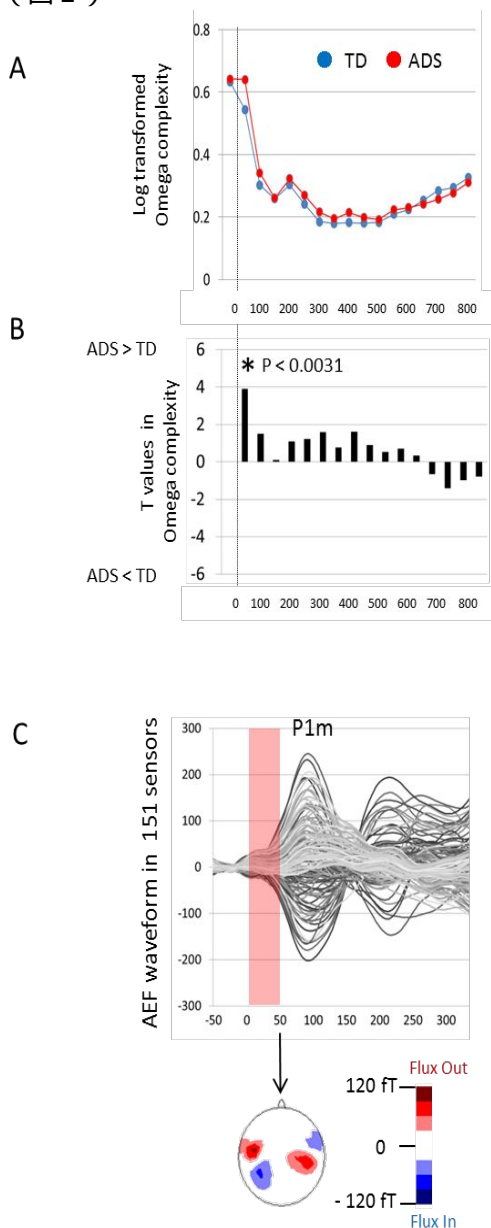 (図２)
A
Log transformed
Omega complexity
TD
ADS
0.8
0.6
0.4
0.2
0
0 100 200 300 400 500 600 700 800
B
ADS > TD
T values in
Omega complexity
ADS < TD
* P < 0.0031
6
4
2
0
-2
-4
-6
0 100 200 300 400 500 600 700 800
C
AEF waveform in 151 sensors
P1m
300
200
100
0
-100
-200
-300
-50 0 50 100 150 200 250 300
Flux Out
120 fT
0
- 120 fT
Flux In